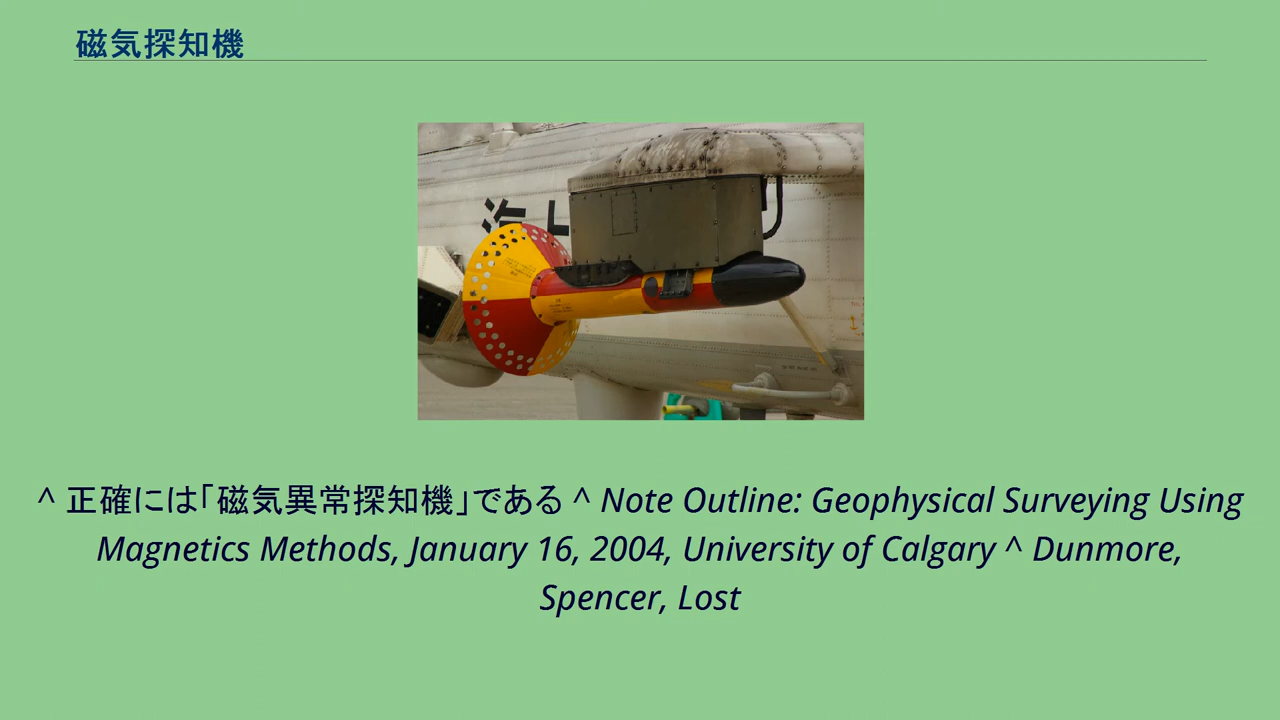 磁気探知機
^ 正確には「磁気異常探知機」である ^ Note Outline: Geophysical Surveying Using
Magnetics Methods, January 16, 2004, University of Calgary ^ Dunmore,
Spencer, Lost